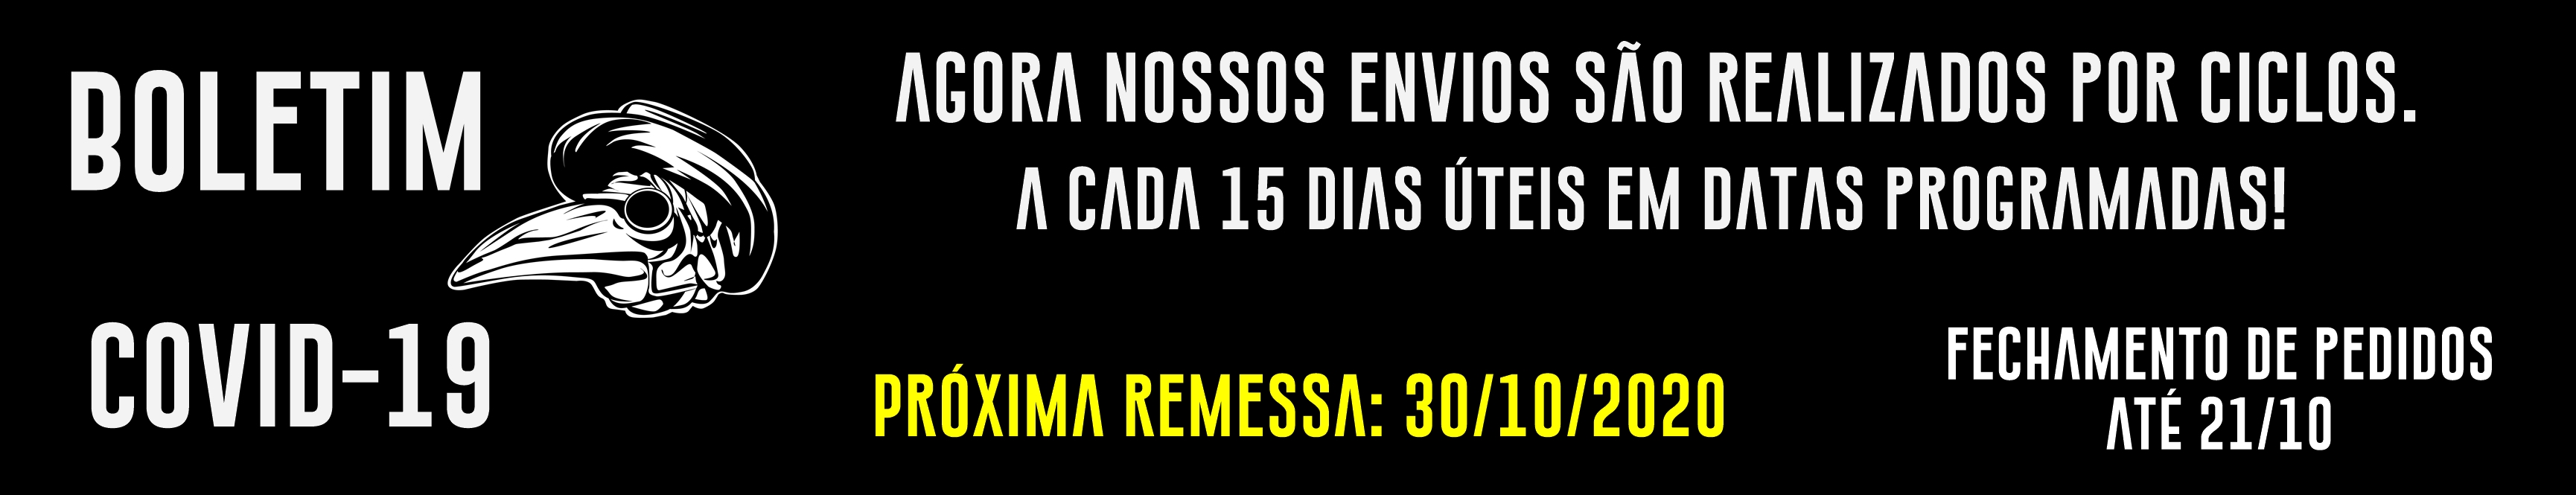 BOLETIM
COVID-19
AGORA NOSSOS ENVIOS SÃO REALIZADOS POR CICLOS.
A CADA 15 DIAS ÚTEIS EM DATAS PROGRAMADAS!
PRÓXIMA REMESSA: 30/10/2020
FECHAMENTO DE PEDIDOS
ATÉ 21/10